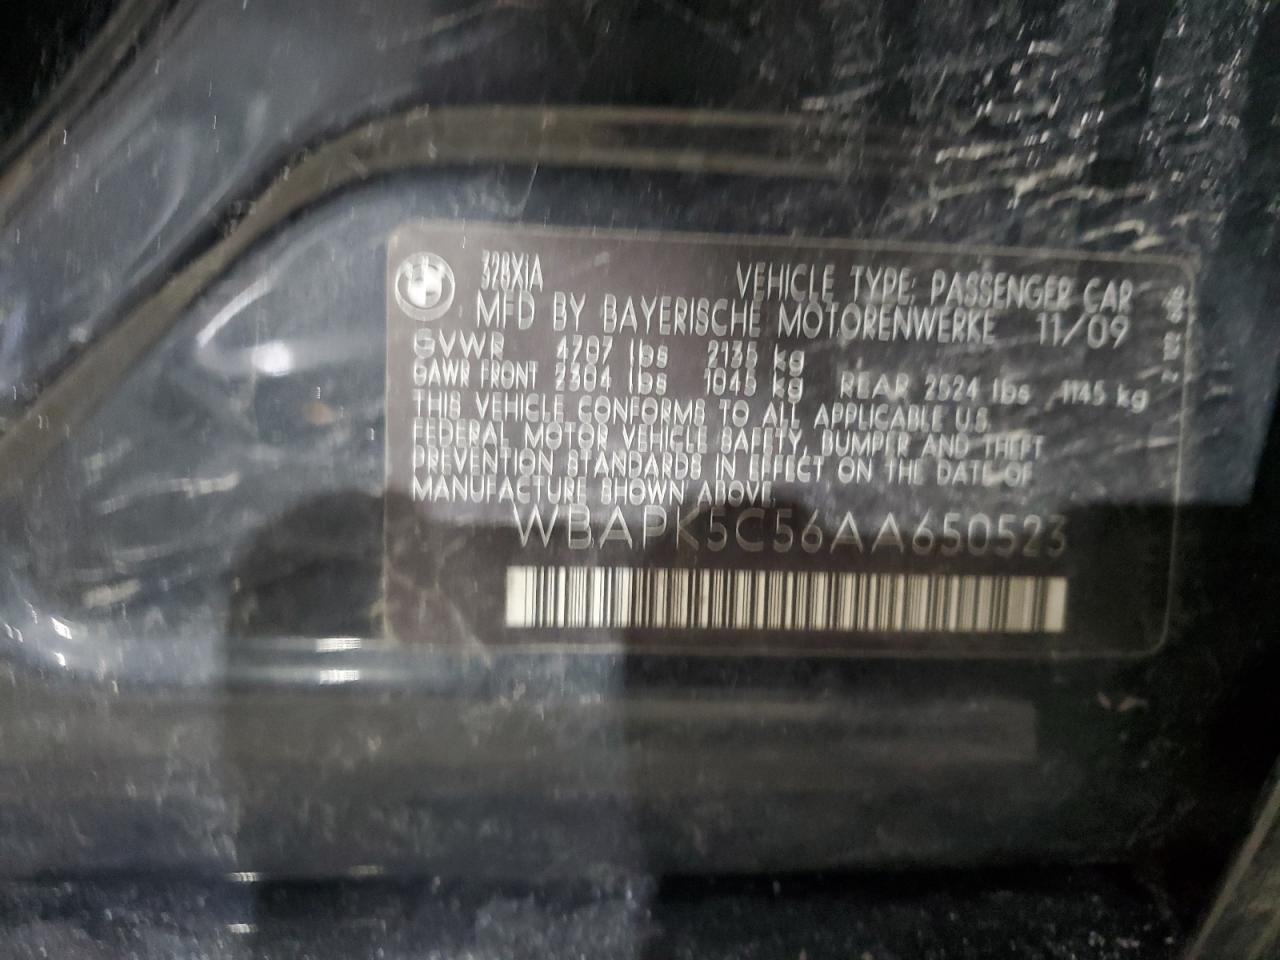 328XiA VEHICLE TYPE: PASSENGER CAR
MFD BY BAYERISCHE MOTORENWERKE 11/09
GVWR 4707 lbs 2135 kg
GAWR FRONT 2304 lbs 1045 kg REAR 2524 lbs 1145 kg
THIS VEHICLE CONFORMS TO ALL APPLICABLE U.S.
FEDERAL MOTOR VEHICLE SAFETY, BUMPER AND THEFT
PREVENTION STANDARDS IN EFFECT ON THE DATE OF
MANUFACTURE SHOWN ABOVE.
WBAPK5C56AA650523